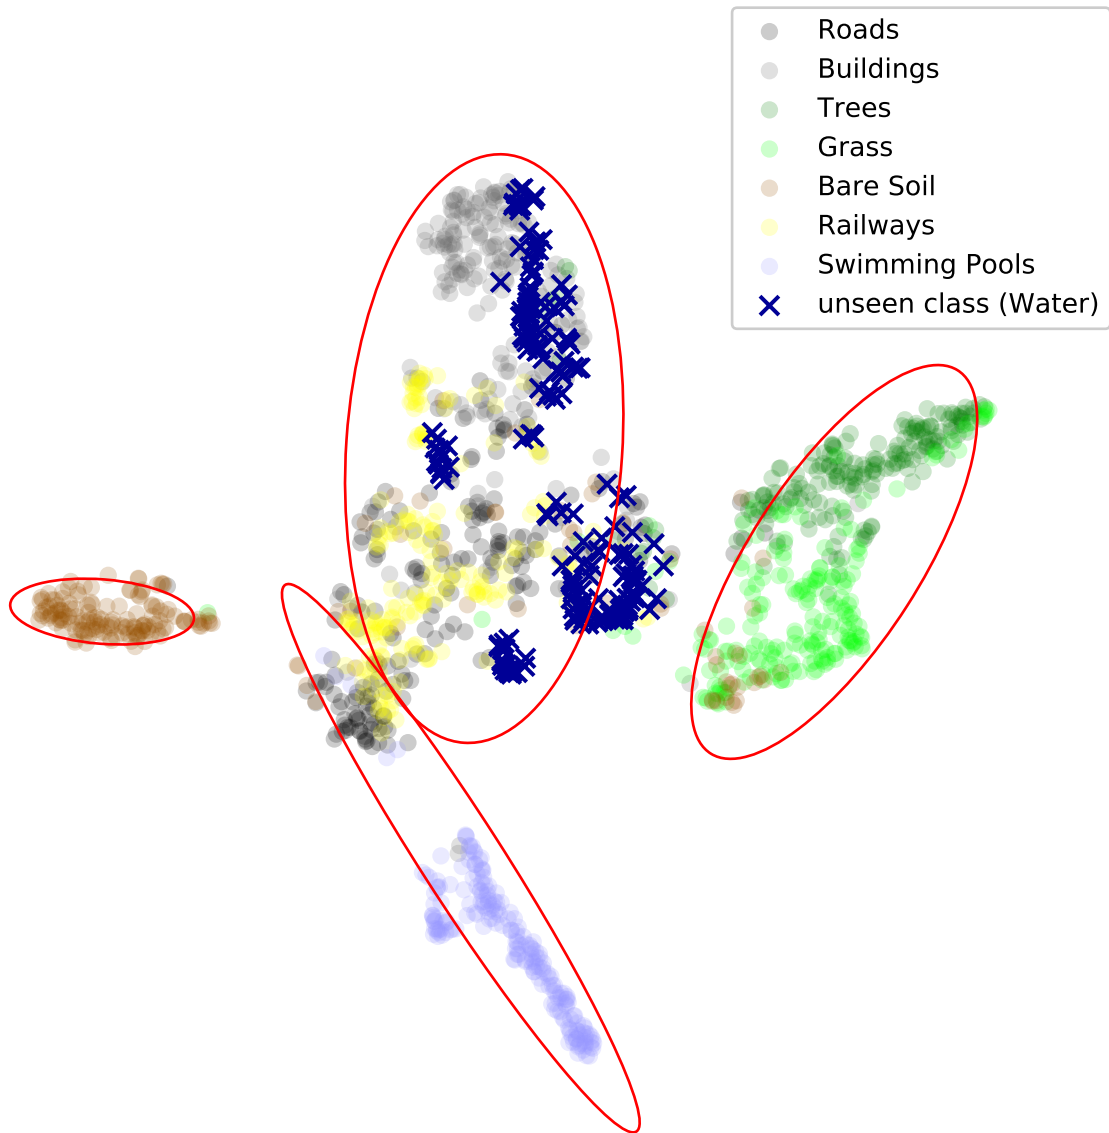 Roads
Buildings
Trees
Grass
Bare Soil
Railways
Swimming Pools
unseen class (Water)